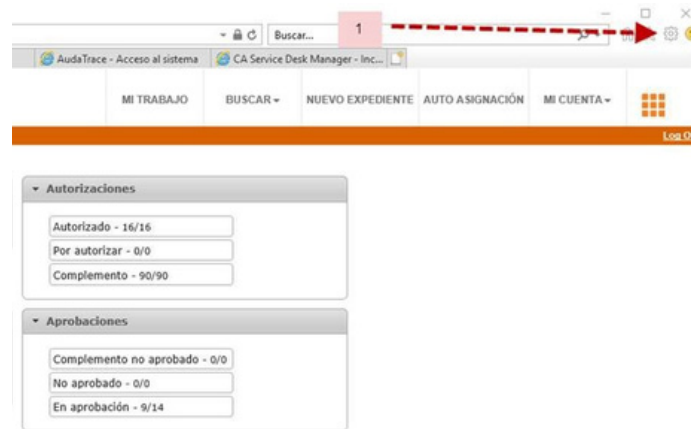 Buscar...
1
AudaTrace - Acceso al sistema
CA Service Desk Manager - Inc...
MI TRABAJO
BUSCAR
NUEVO EXPEDIENTE
AUTO ASIGNACIÓN
MI CUENTA
Log O
Autorizaciones
Autorizado - 16/16
Por autorizar - 0/0
Complemento - 90/90
Aprobaciones
Complemento no aprobado - 0/0
No aprobado - 0/0
En aprobación - 9/14